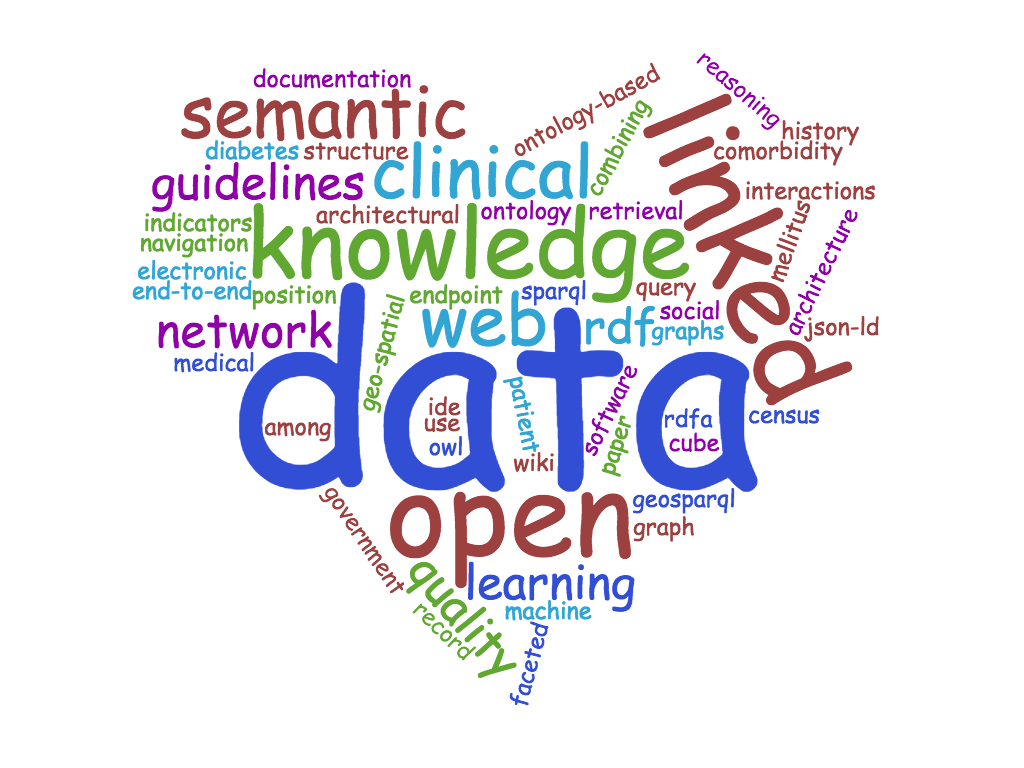 documentation
semantic
ontology-based
reasoning
linked
combining
history
diabetes
structure
clinical
comorbidity
guidelines
interactions
indicators
architectural
ontology
retrieval
mellitus
navigation
knowledge
architecture
electronic
end-to-end
position
geo-spatial
endpoint
sparql
query
network
web
rdf
social
graphs
json-ld
medical
data
patient
software
paper
among
ide
use
owl
wiki
rdfa
cube
census
government
open
geosparql
graph
quality
learning
record
machine
faceted